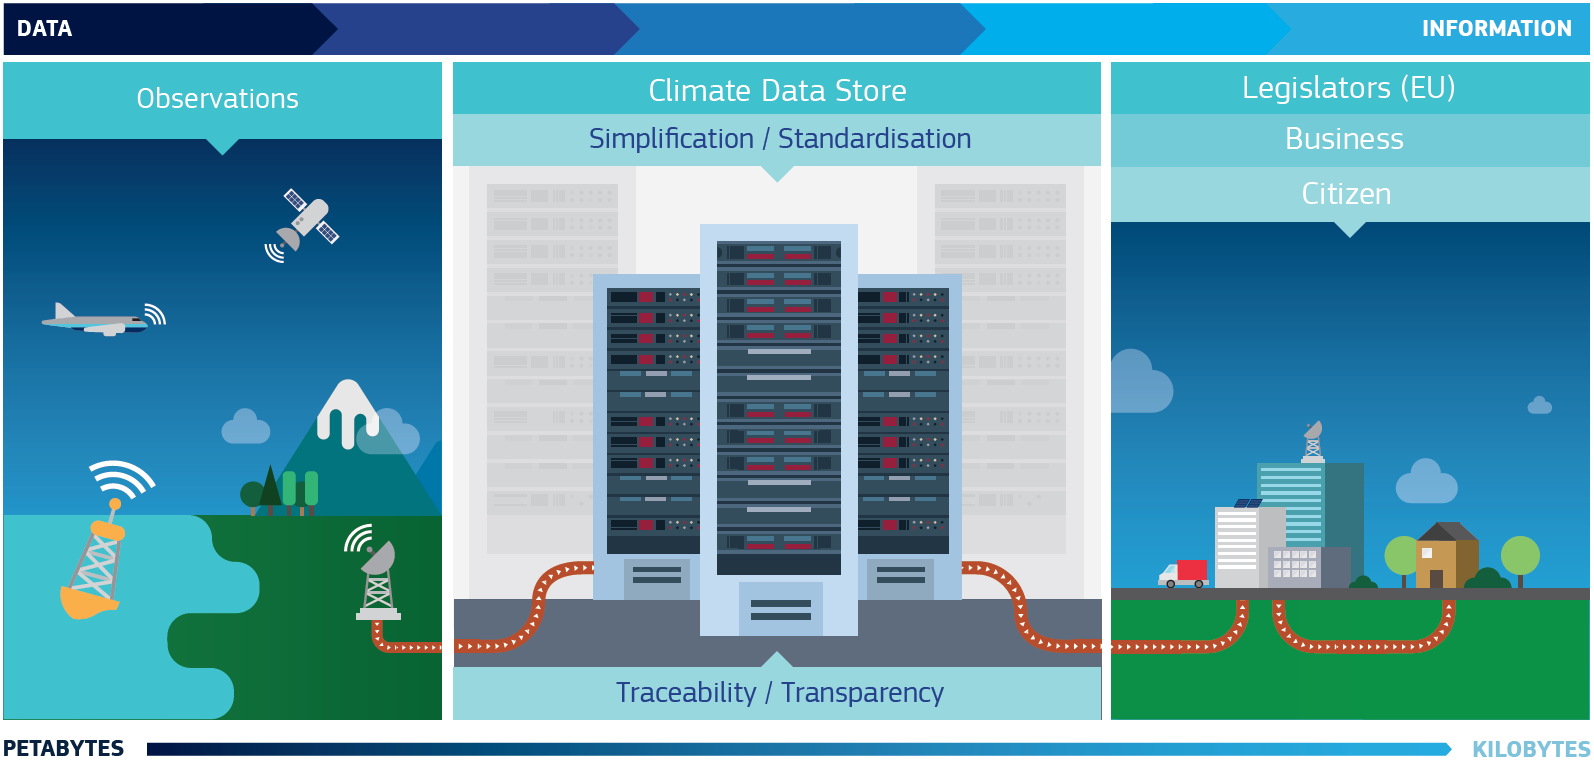 DATA
INFORMATION
Observations
Climate Data Store
Simplification / Standardisation
Traceability / Transparency
Legislators (EU)
Business
Citizen
PETABYTES
KILOBYTES